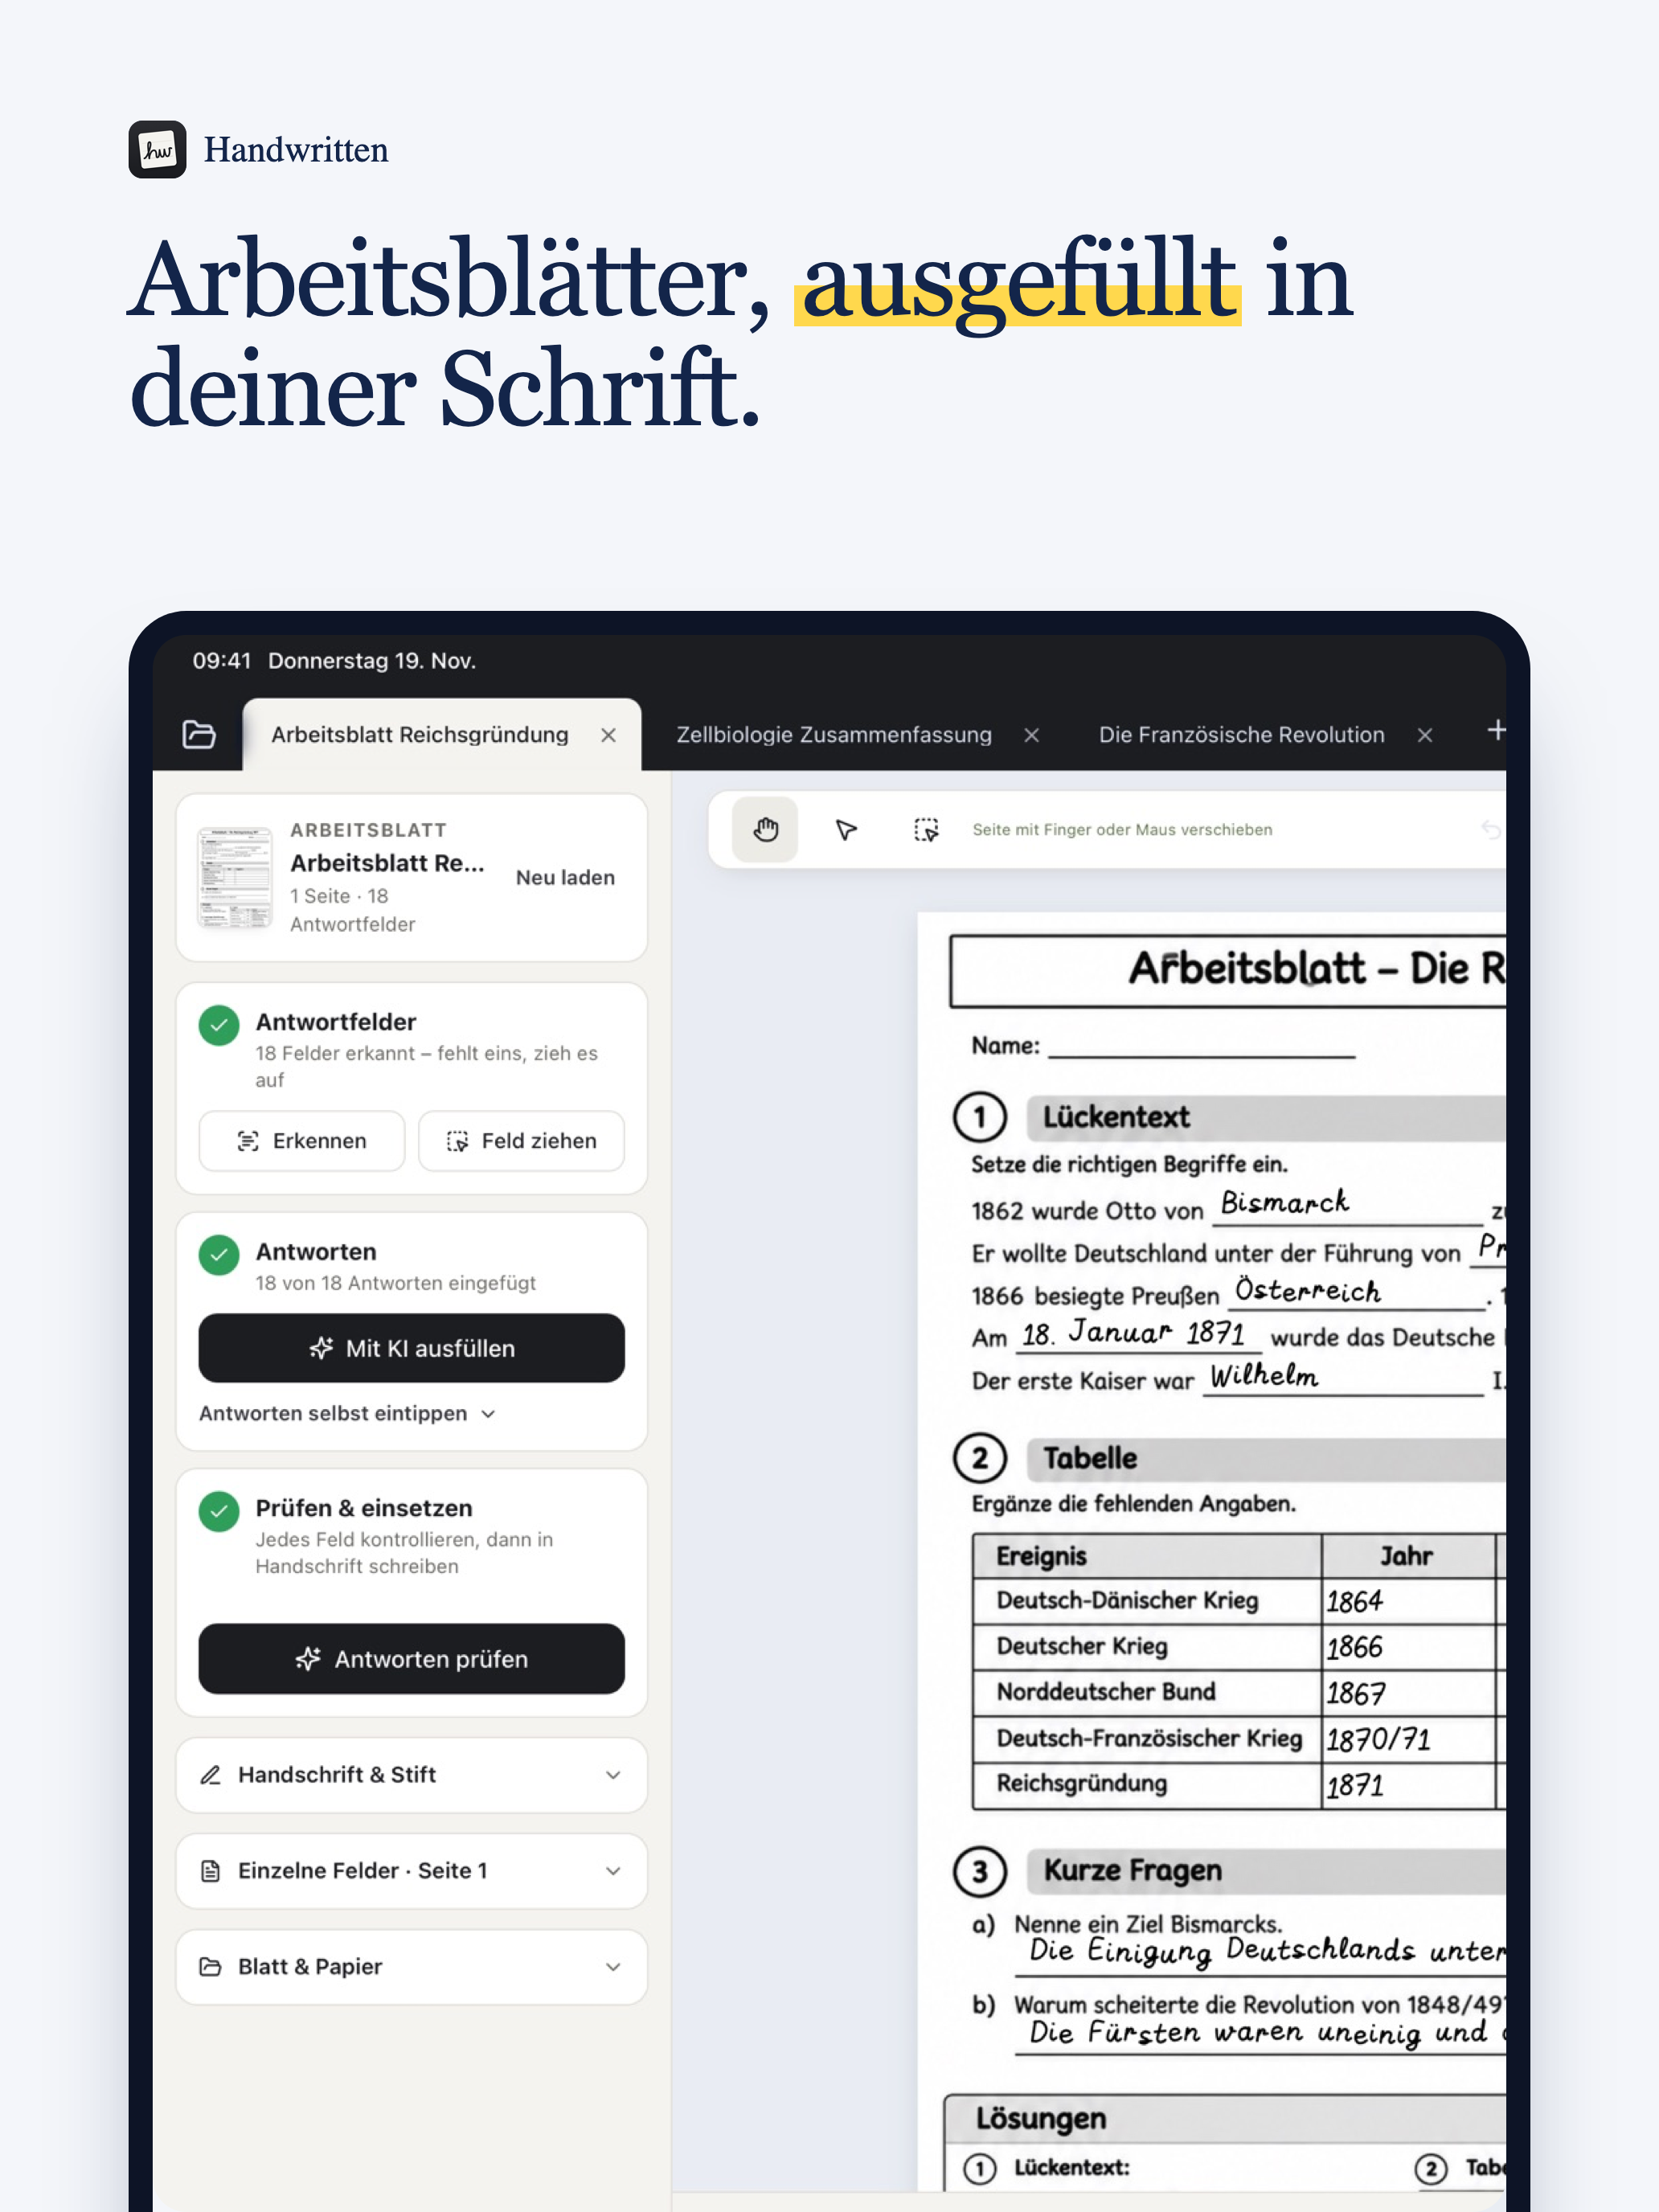 hw Handwritten
Arbeitsblätter, ausgefüllt in
deiner Schrift.
09:41 Donnerstag 19. Nov.
Arbeitsblatt Reichsgründung
Zellbiologie Zusammenfassung
Die Französische Revolution
ARBEITSBLATT
Arbeitsblatt Re...
1 Seite · 18
Antwortfelder
Neu laden
Antwortfelder
18 Felder erkannt – fehlt eins, zieh es
auf
Erkennen
Feld ziehen
Antworten
18 von 18 Antworten eingefügt
Mit KI ausfüllen
Antworten selbst eintippen
Prüfen & einsetzen
Jedes Feld kontrollieren, dann in
Handschrift schreiben
Antworten prüfen
Handschrift & Stift
Einzelne Felder · Seite 1
Blatt & Papier
Seite mit Finger oder Maus verschieben
Arbeitsblatt – Die R
Name:
1 Lückentext
Setze die richtigen Begriffe ein.
1862 wurde Otto von Bismarck z
Er wollte Deutschland unter der Führung von Pr
1866 besiegte Preußen Österreich . 1
Am 18. Januar 1871 wurde das Deutsche
Der erste Kaiser war Wilhelm I.
2 Tabelle
Ergänze die fehlenden Angaben.
Ereignis Jahr
Deutsch-Dänischer Krieg 1864
Deutscher Krieg 1866
Norddeutscher Bund 1867
Deutsch-Französischer Krieg 1870/71
Reichsgründung 1871
3 Kurze Fragen
a) Nenne ein Ziel Bismarcks.
Die Einigung Deutschlands unter
b) Warum scheiterte die Revolution von 1848/49?
Die Fürsten waren uneinig und
Lösungen
1 Lückentext:
2 Tabe